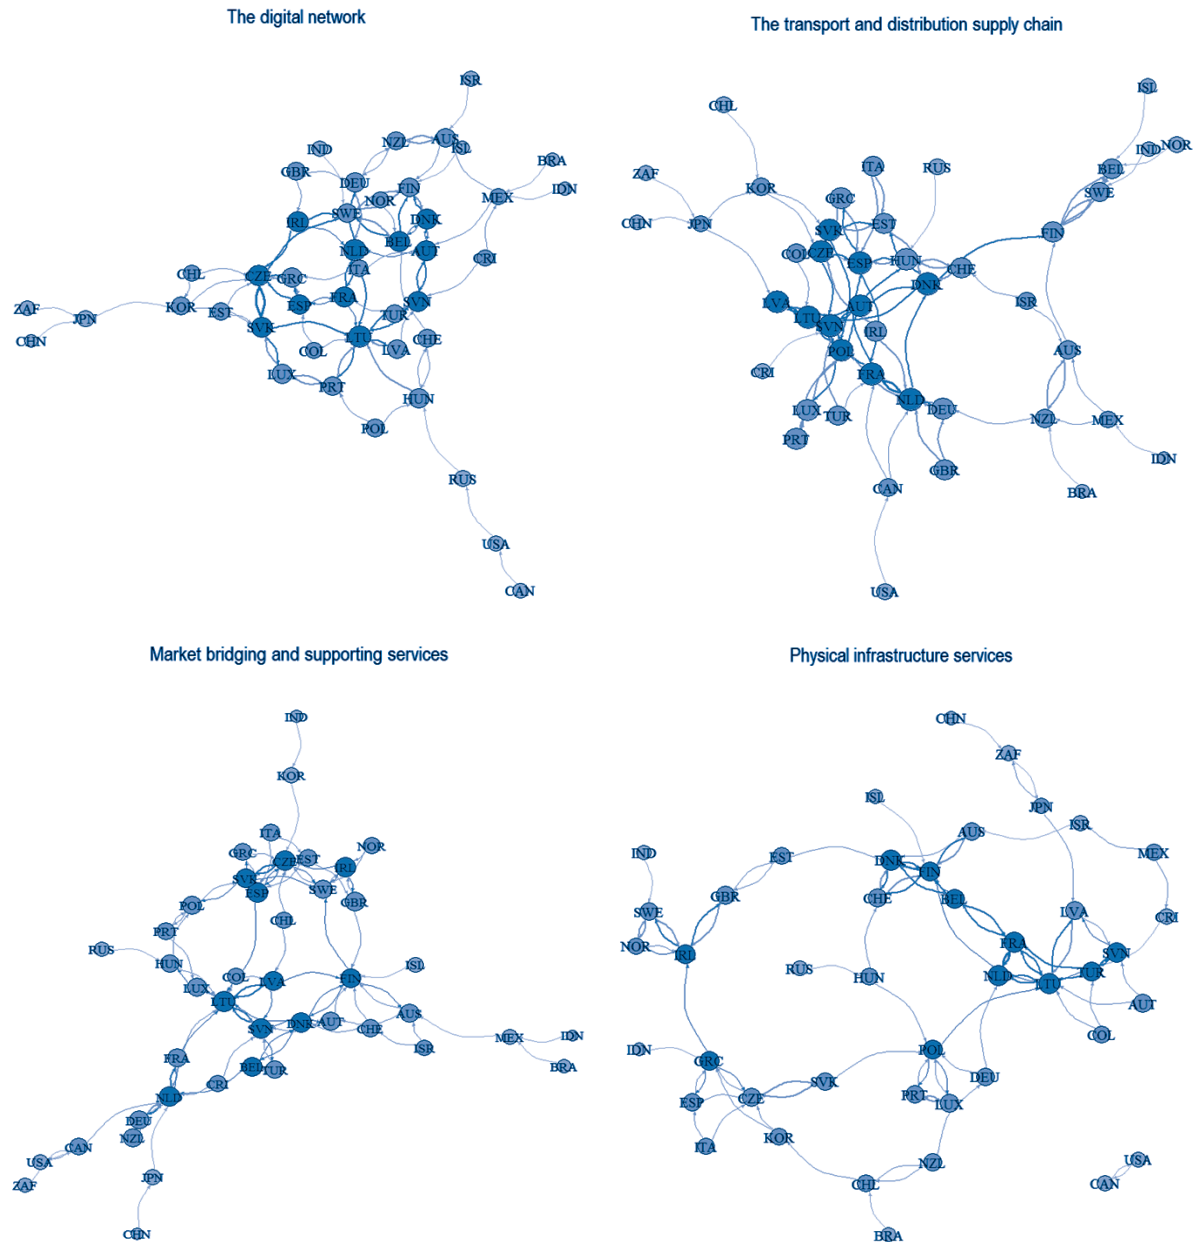 The digital network
ISR
NZL
AUS
ISL
IND
GBR
DEU
FIN
BRA
NOR
MEX
IDN
IRL
SWE
DNK
BEL
NLD
AUT
ITA
CRI
CHL
CZE
GRC
ZAF
KOR
EST
ESP
FRA
SVN
JPN
TUR
CHN
SVK
COL
LTU
LVA
CHE
LUX
PRT
HUN
POL
RUS
USA
CAN
The transport and distribution supply chain
ISL
CHL
IND
NOR
ITA
RUS
BEL
ZAF
KOR
SWE
GRC
CHN
JPN
SVK
EST
FIN
COL
CZE
ESP
HUN
CHE
DNK
LVA
AUT
ISR
LTU
SVN
IRL
POL
AUS
CRI
FRA
LUX
TUR
NLD
DEU
NZL
MEX
PRT
GBR
IDN
CAN
BRA
USA
Market bridging and supporting services
IND
KOR
ITA
NOR
GRC
CZE
EST
IRL
SVK
ESP
SWE
POL
GBR
CHL
PRT
RUS
HUN
COL
LVA
FIN
ISL
LUX
LTU
SVN
DNK
AUT
CHE
AUS
MEX
IDN
ISR
FRA
BEL
TUR
BRA
CRI
NLD
DEU
NZL
CAN
USA
JPN
ZAF
CHN
Physical infrastructure services
CHN
ZAF
ISL
JPN
AUS
ISR
IND
EST
DNK
FIN
MEX
GBR
CHE
BEL
SWE
LVA
CRI
NOR
IRL
FRA
SVN
RUS
HUN
NLD
LTU
TUR
AUT
COL
IDN
GRC
POL
ESP
CZE
SVK
DEU
PRT
LUX
ITA
KOR
NZL
USA
CHL
CAN
BRA